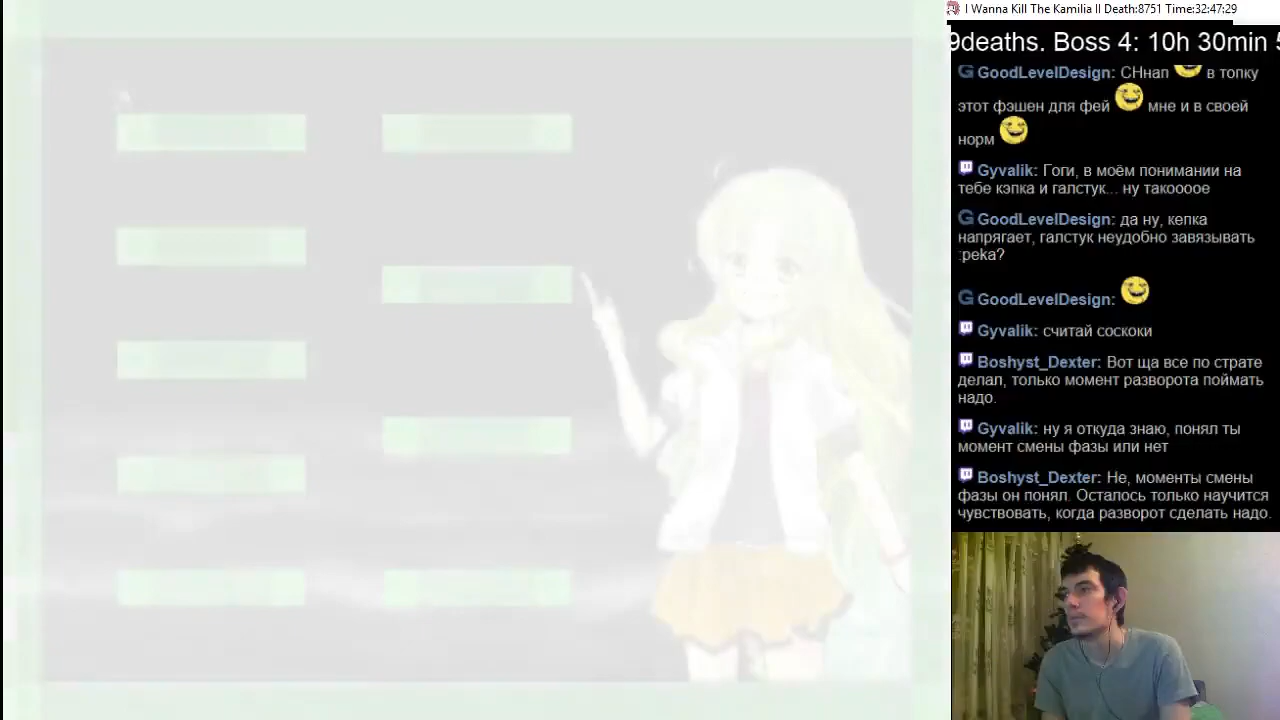 I Wanna Kill The Kamilia II Death:8751 Time:32:47:29
9deaths. Boss 4: 10h 30min 5
GoodLevelDesign: СНнап в топку
этот фэшен для фей мне и в своей
норм
Gyvalik: Гоги, в моём понимании на
тебе кэпка и галстук... ну такоооое
GoodLevelDesign: да ну, кепка
напрягает, галстук неудобно завязывать
:peka?
GoodLevelDesign:
Gyvalik: считай соскоки
Boshyst_Dexter: Вот ща все по страте
делал, только момент разворота поймать
надо.
Gyvalik: ну я откуда знаю, понял ты
момент смены фазы или нет
Boshyst_Dexter: Не, моменты смены
фазы он понял. Осталось только научится
чувствовать, когда разворот сделать надо.